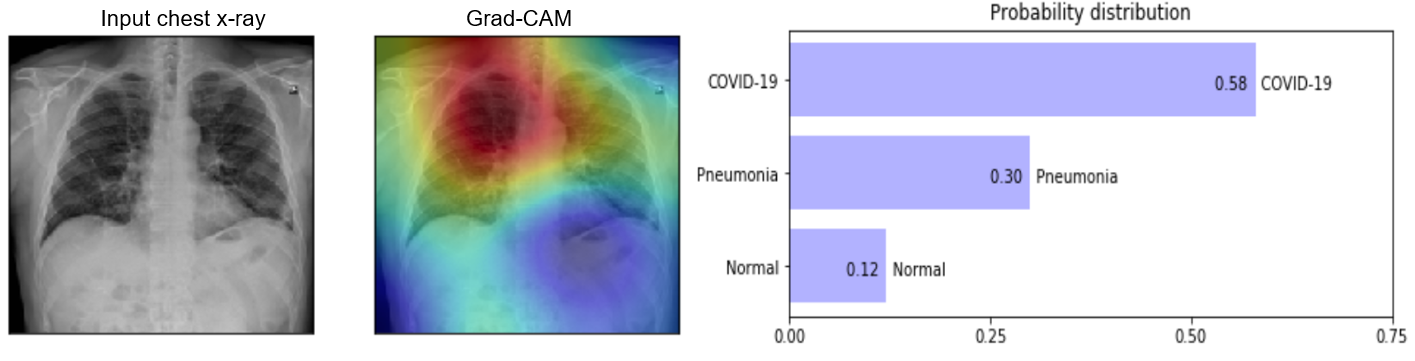 Input chest x-ray
Grad-CAM
Probability distribution
COVID-19
0.58 COVID-19
Pneumonia
0.30 Pneumonia
Normal
0.12 Normal
0.00 0.25 0.50 0.75